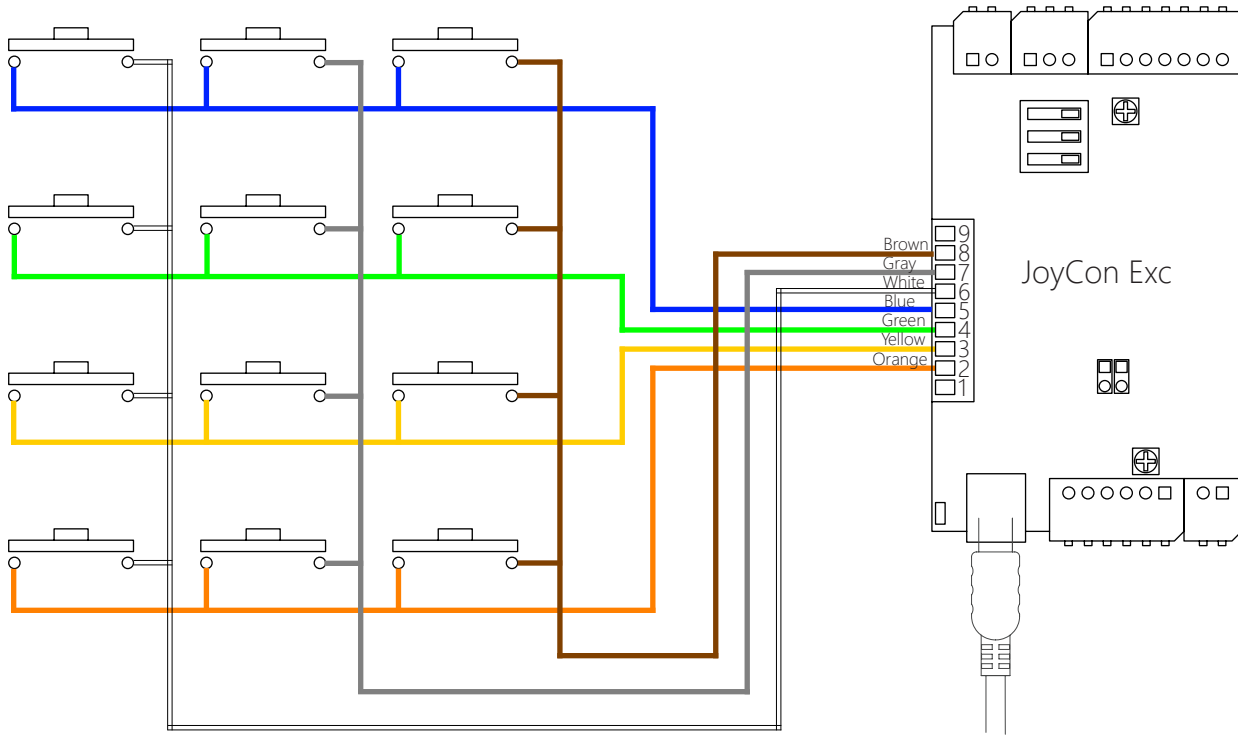 9
Brown 8
Gray 7
White 6
Blue 5
Green 4
Yellow 3
Orange 2
1
JoyCon Exc